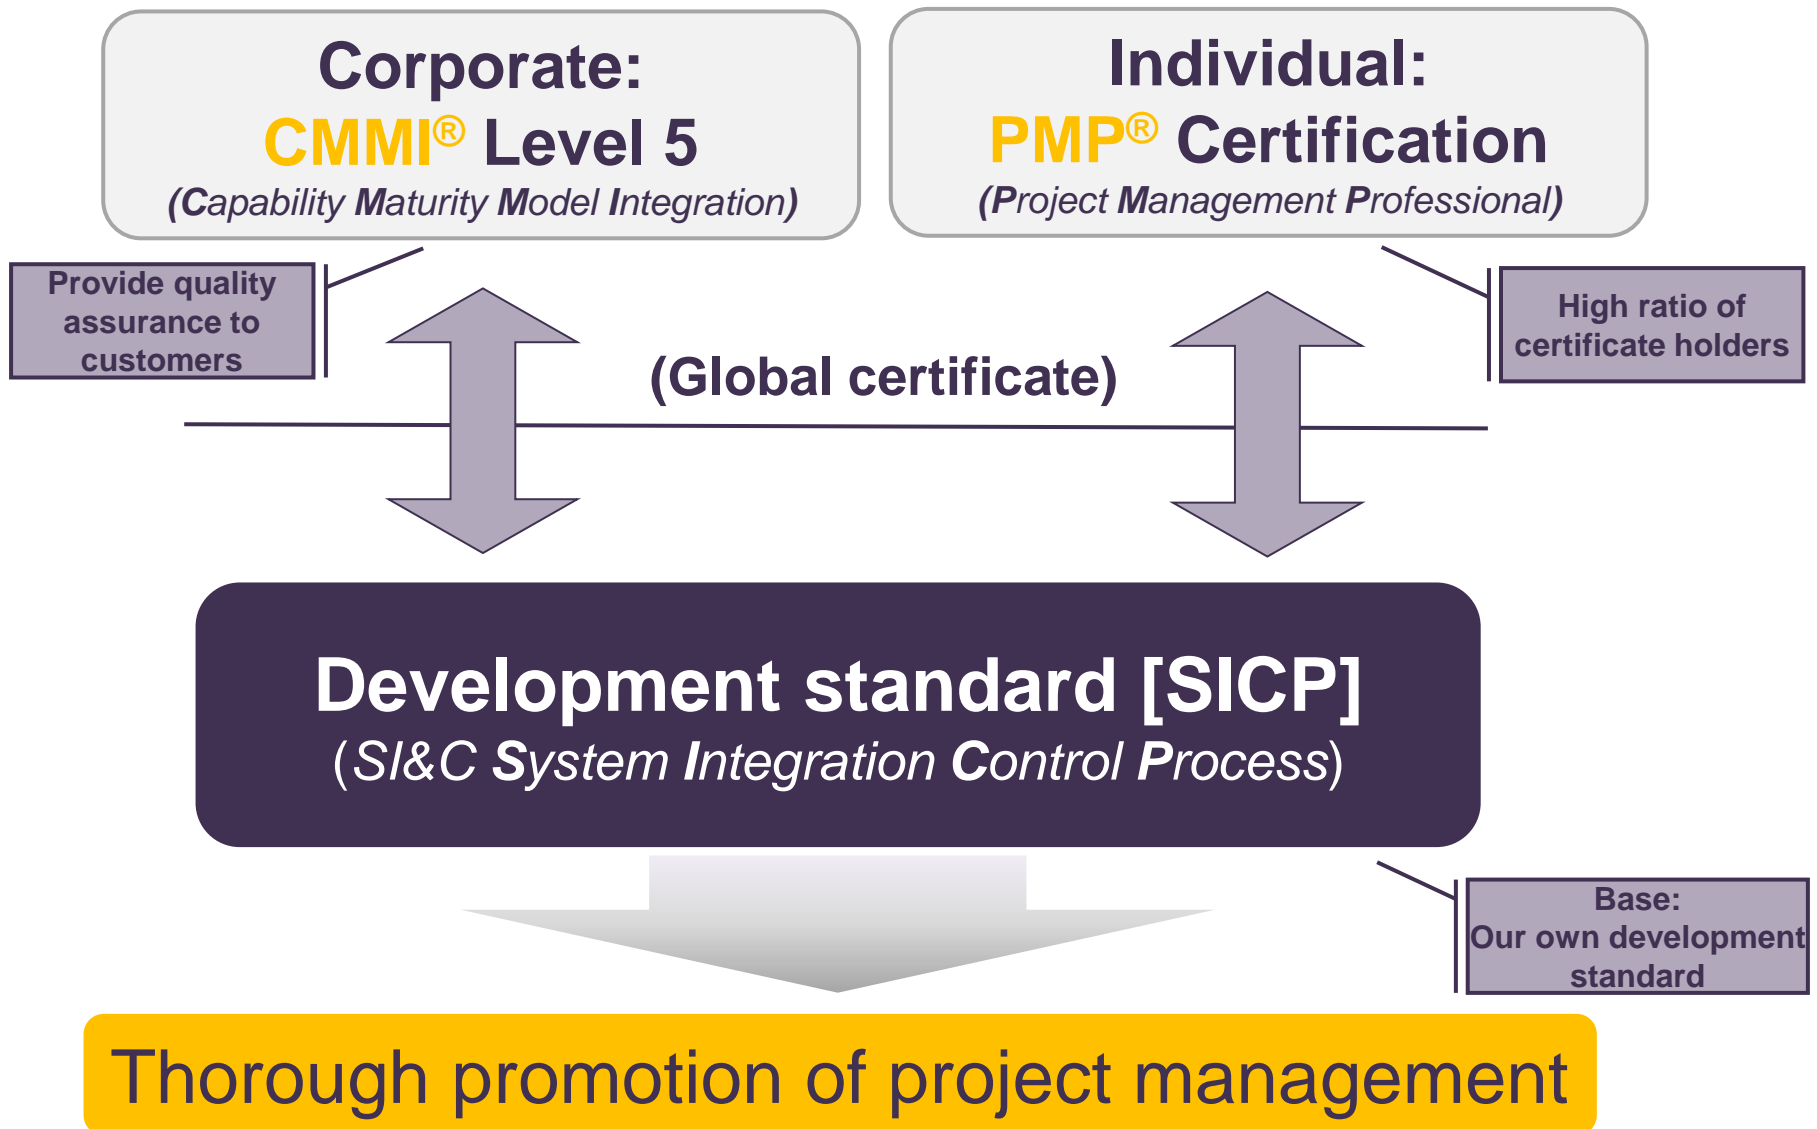 Corporate:
CMMI® Level 5
(Capability Maturity Model Integration)
Individual:
PMP® Certification
(Project Management Professional)
Provide quality
assurance to
customers
High ratio of
certificate holders
(Global certificate)
Development standard [SICP]
(SI&C System Integration Control Process)
Base:
Our own development
standard
Thorough promotion of project management